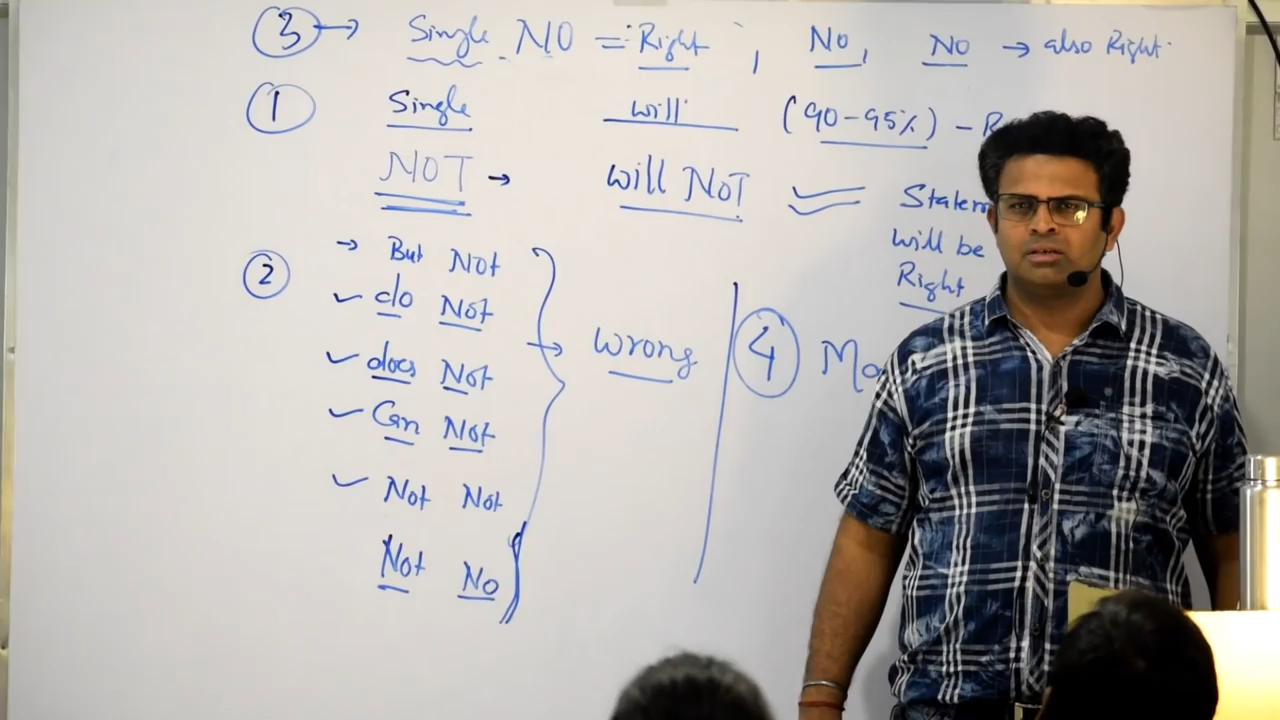 ③ → Single NO = Right , No, No → also Right
① Single will (90-95%) -
NOT → will NOT Statem
will be
Right
② → But Not
✓ do Not
✓ does Not → wrong ④ Mo
✓ Can Not
✓ Not Not
Not No